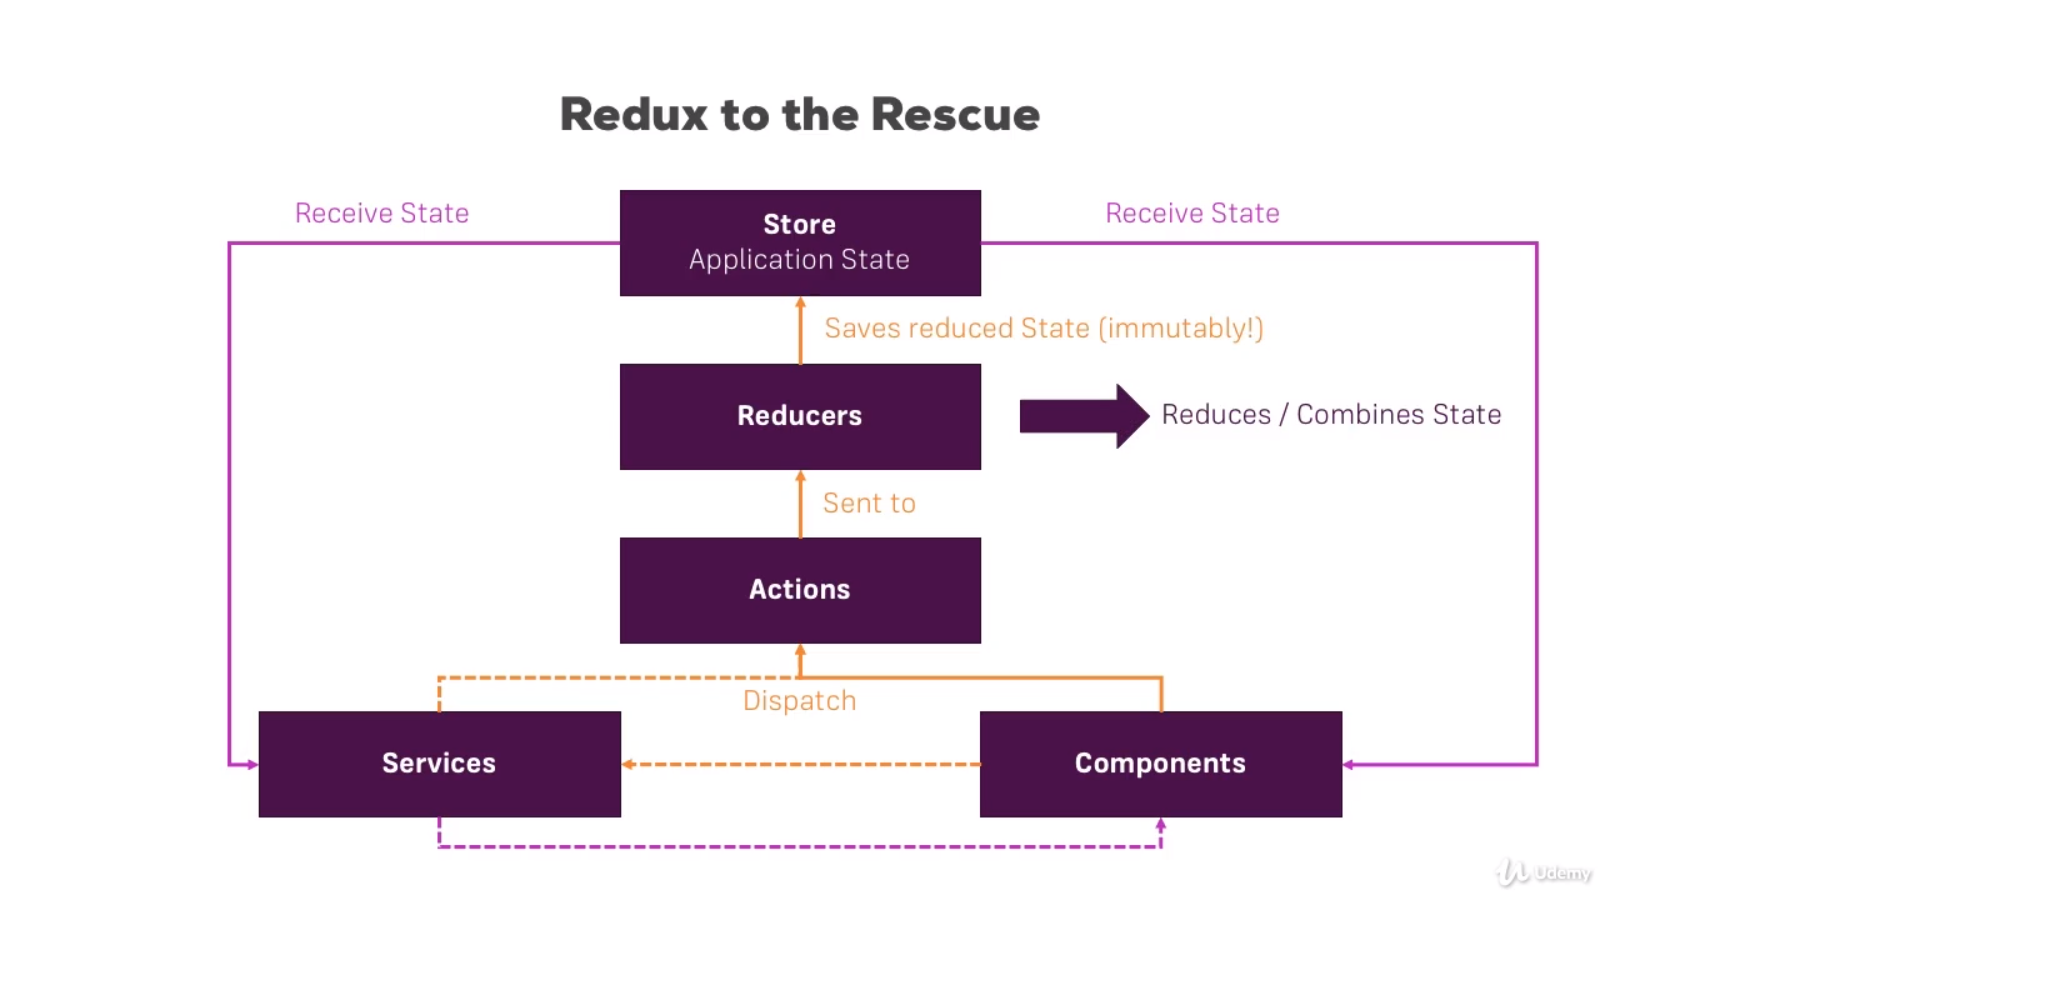 Redux to the Rescue
Receive State
Store
Application State
Receive State
Saves reduced State (immutably!)
Reducers
Reduces / Combines State
Sent to
Actions
Dispatch
Services
Components
Udemy